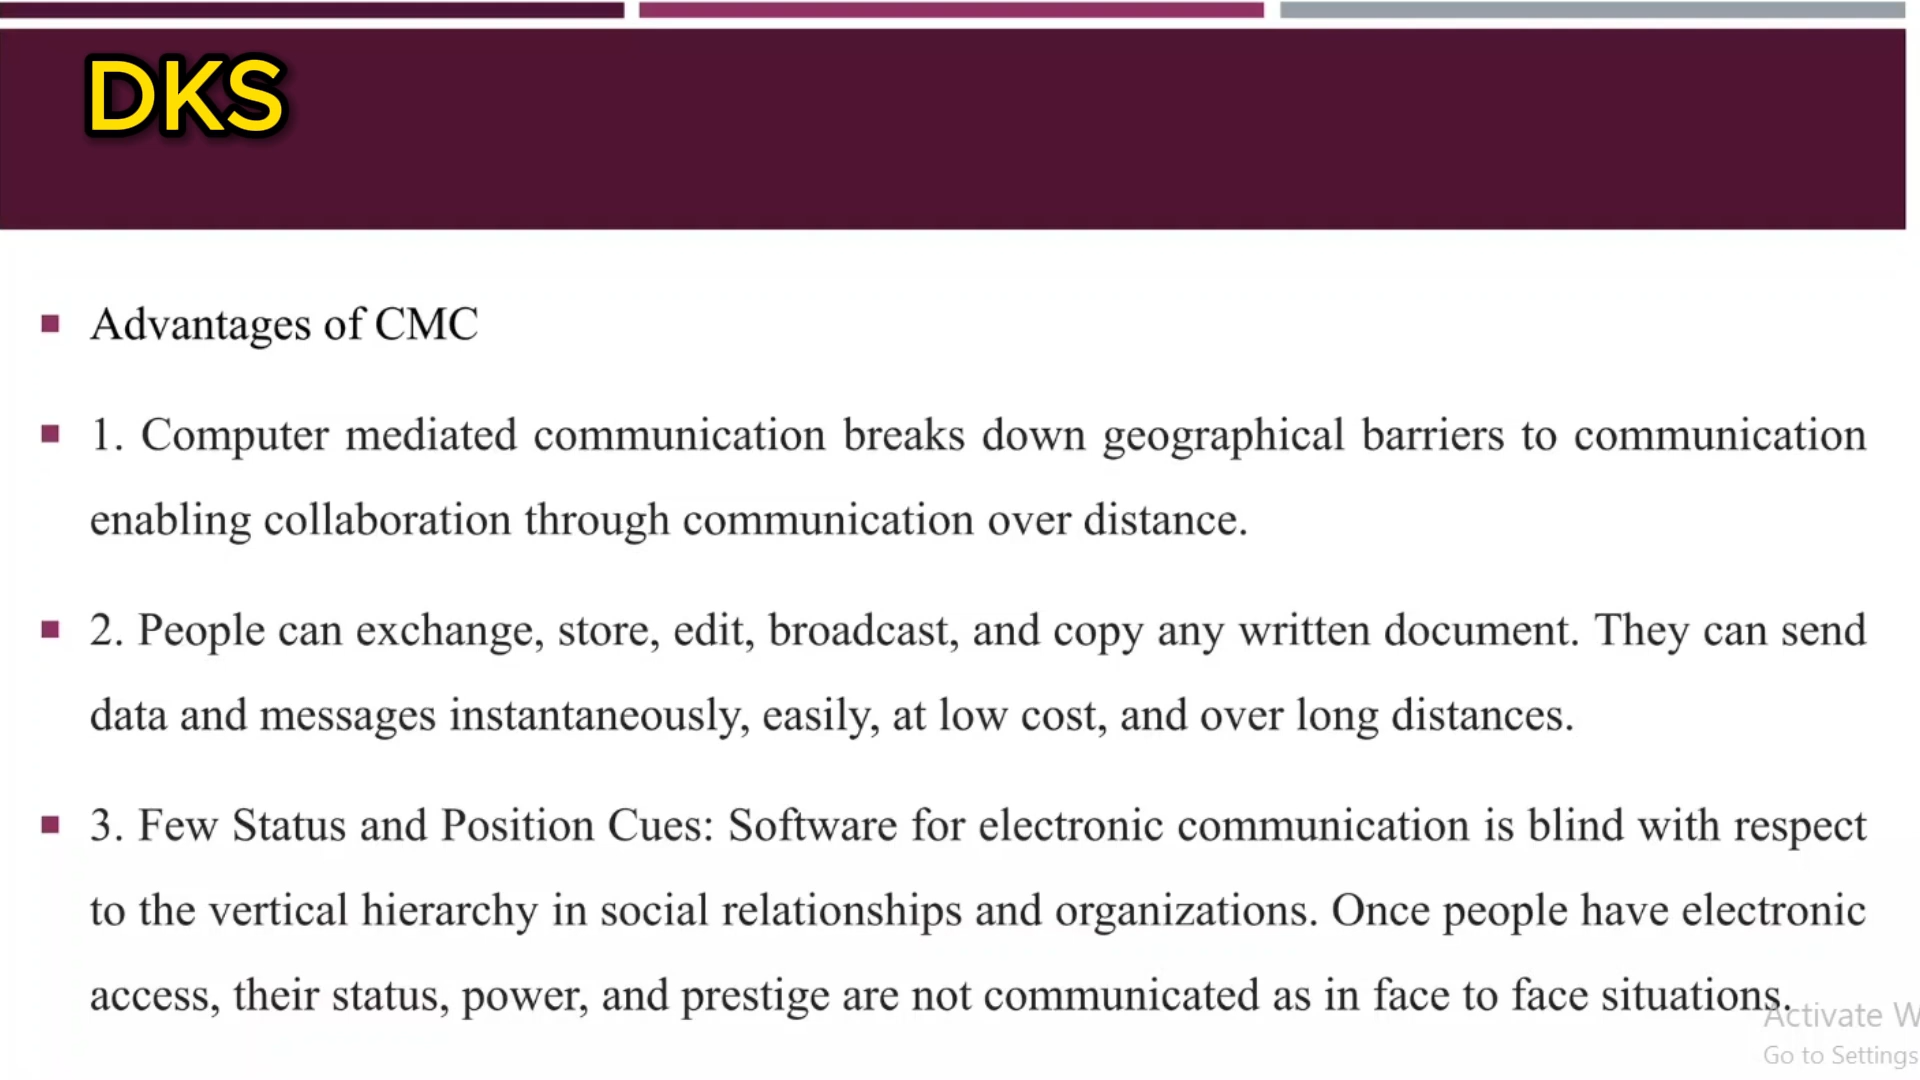 DKS
Advantages of CMC
1. Computer mediated communication breaks down geographical barriers to communication
enabling collaboration through communication over distance.
2. People can exchange, store, edit, broadcast, and copy any written document. They can send
data and messages instantaneously, easily, at low cost, and over long distances.
3. Few Status and Position Cues: Software for electronic communication is blind with respect
to the vertical hierarchy in social relationships and organizations. Once people have electronic
access, their status, power, and prestige are not communicated as in face to face situations.
Activate W
Go to Settings